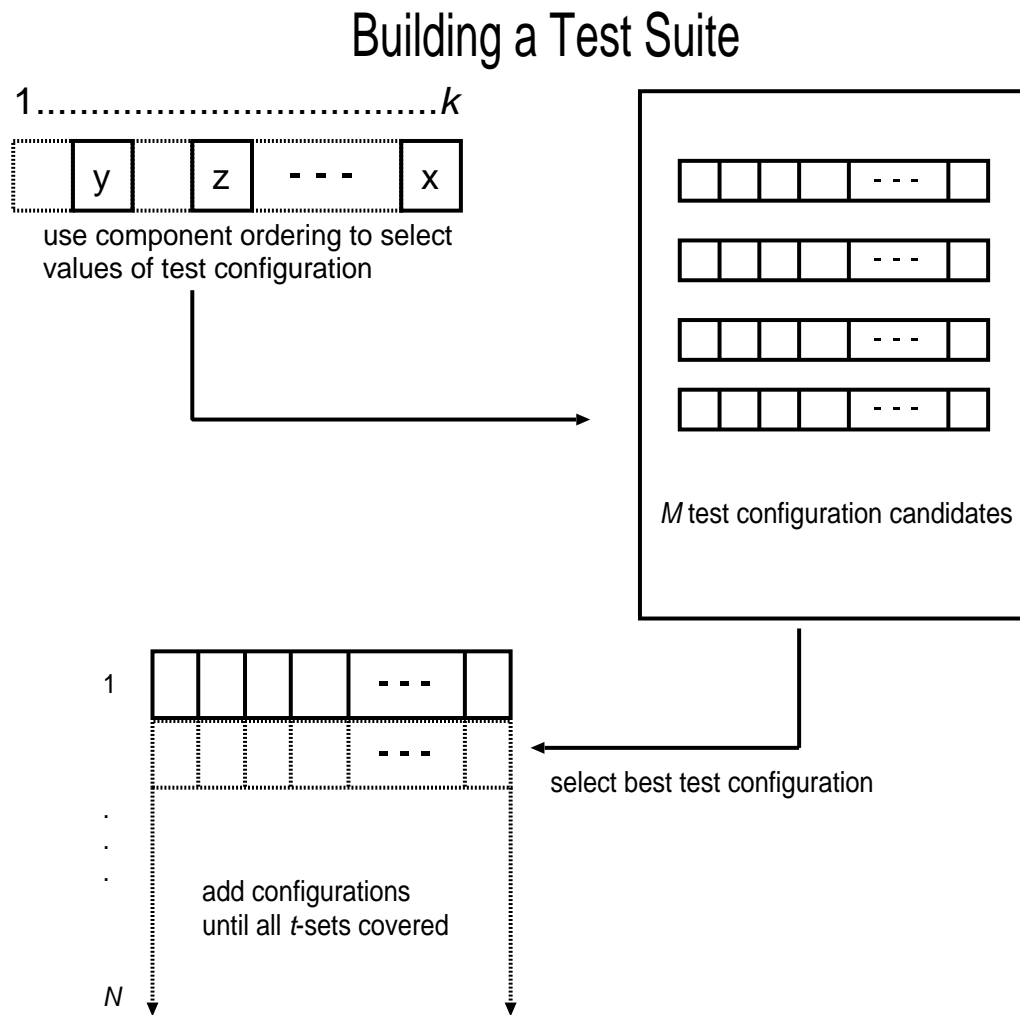 Building a Test Suite
1.....................................k
y z - - - x
use component ordering to select
values of test configuration
- - -
- - -
- - -
- - -
M test configuration candidates
1
- - -
- - -
select best test configuration
.
.
.
add configurations
until all t-sets covered
N